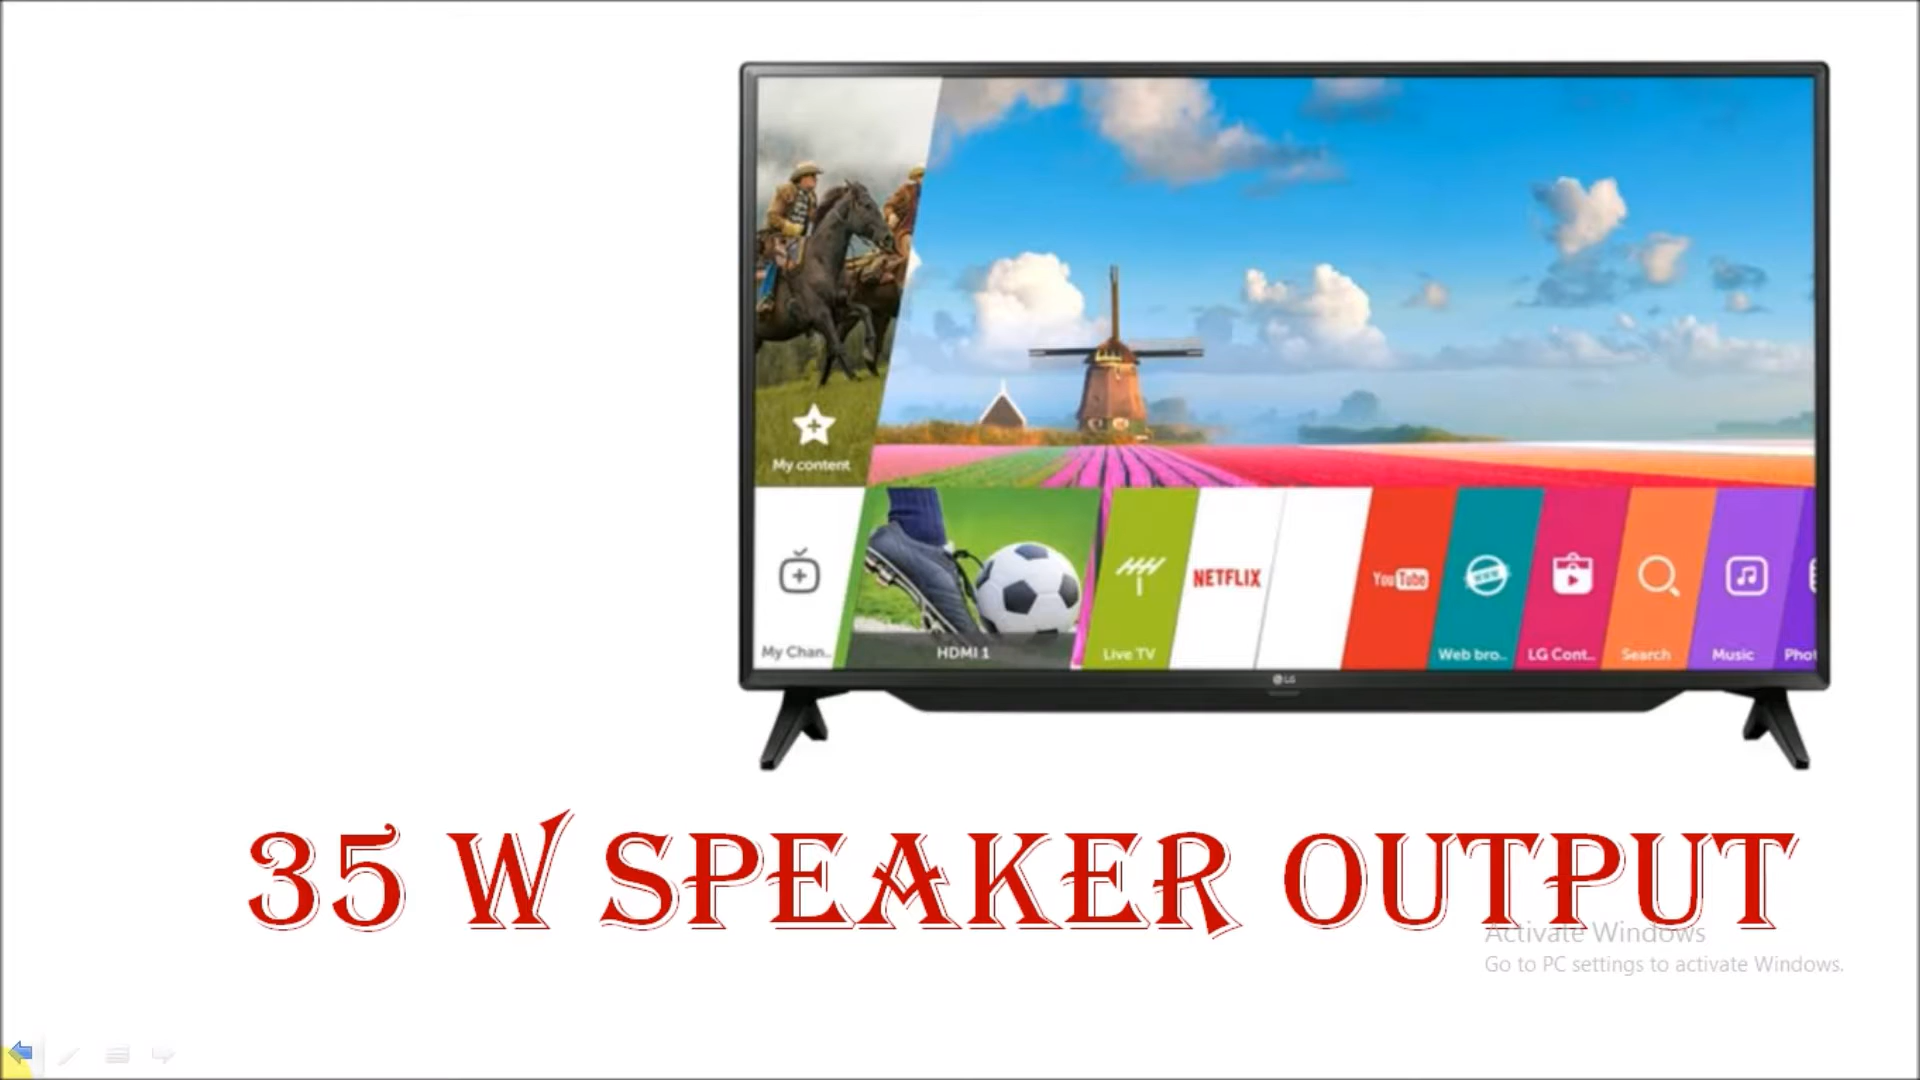 My content
My Chan..
HDMI 1
Live TV
NETFLIX
YouTube
Web bro..
LG Cont..
Search
Music
Phot
LG
35 W SPEAKER OUTPUT
Activate Windows
Go to PC settings to activate Windows.